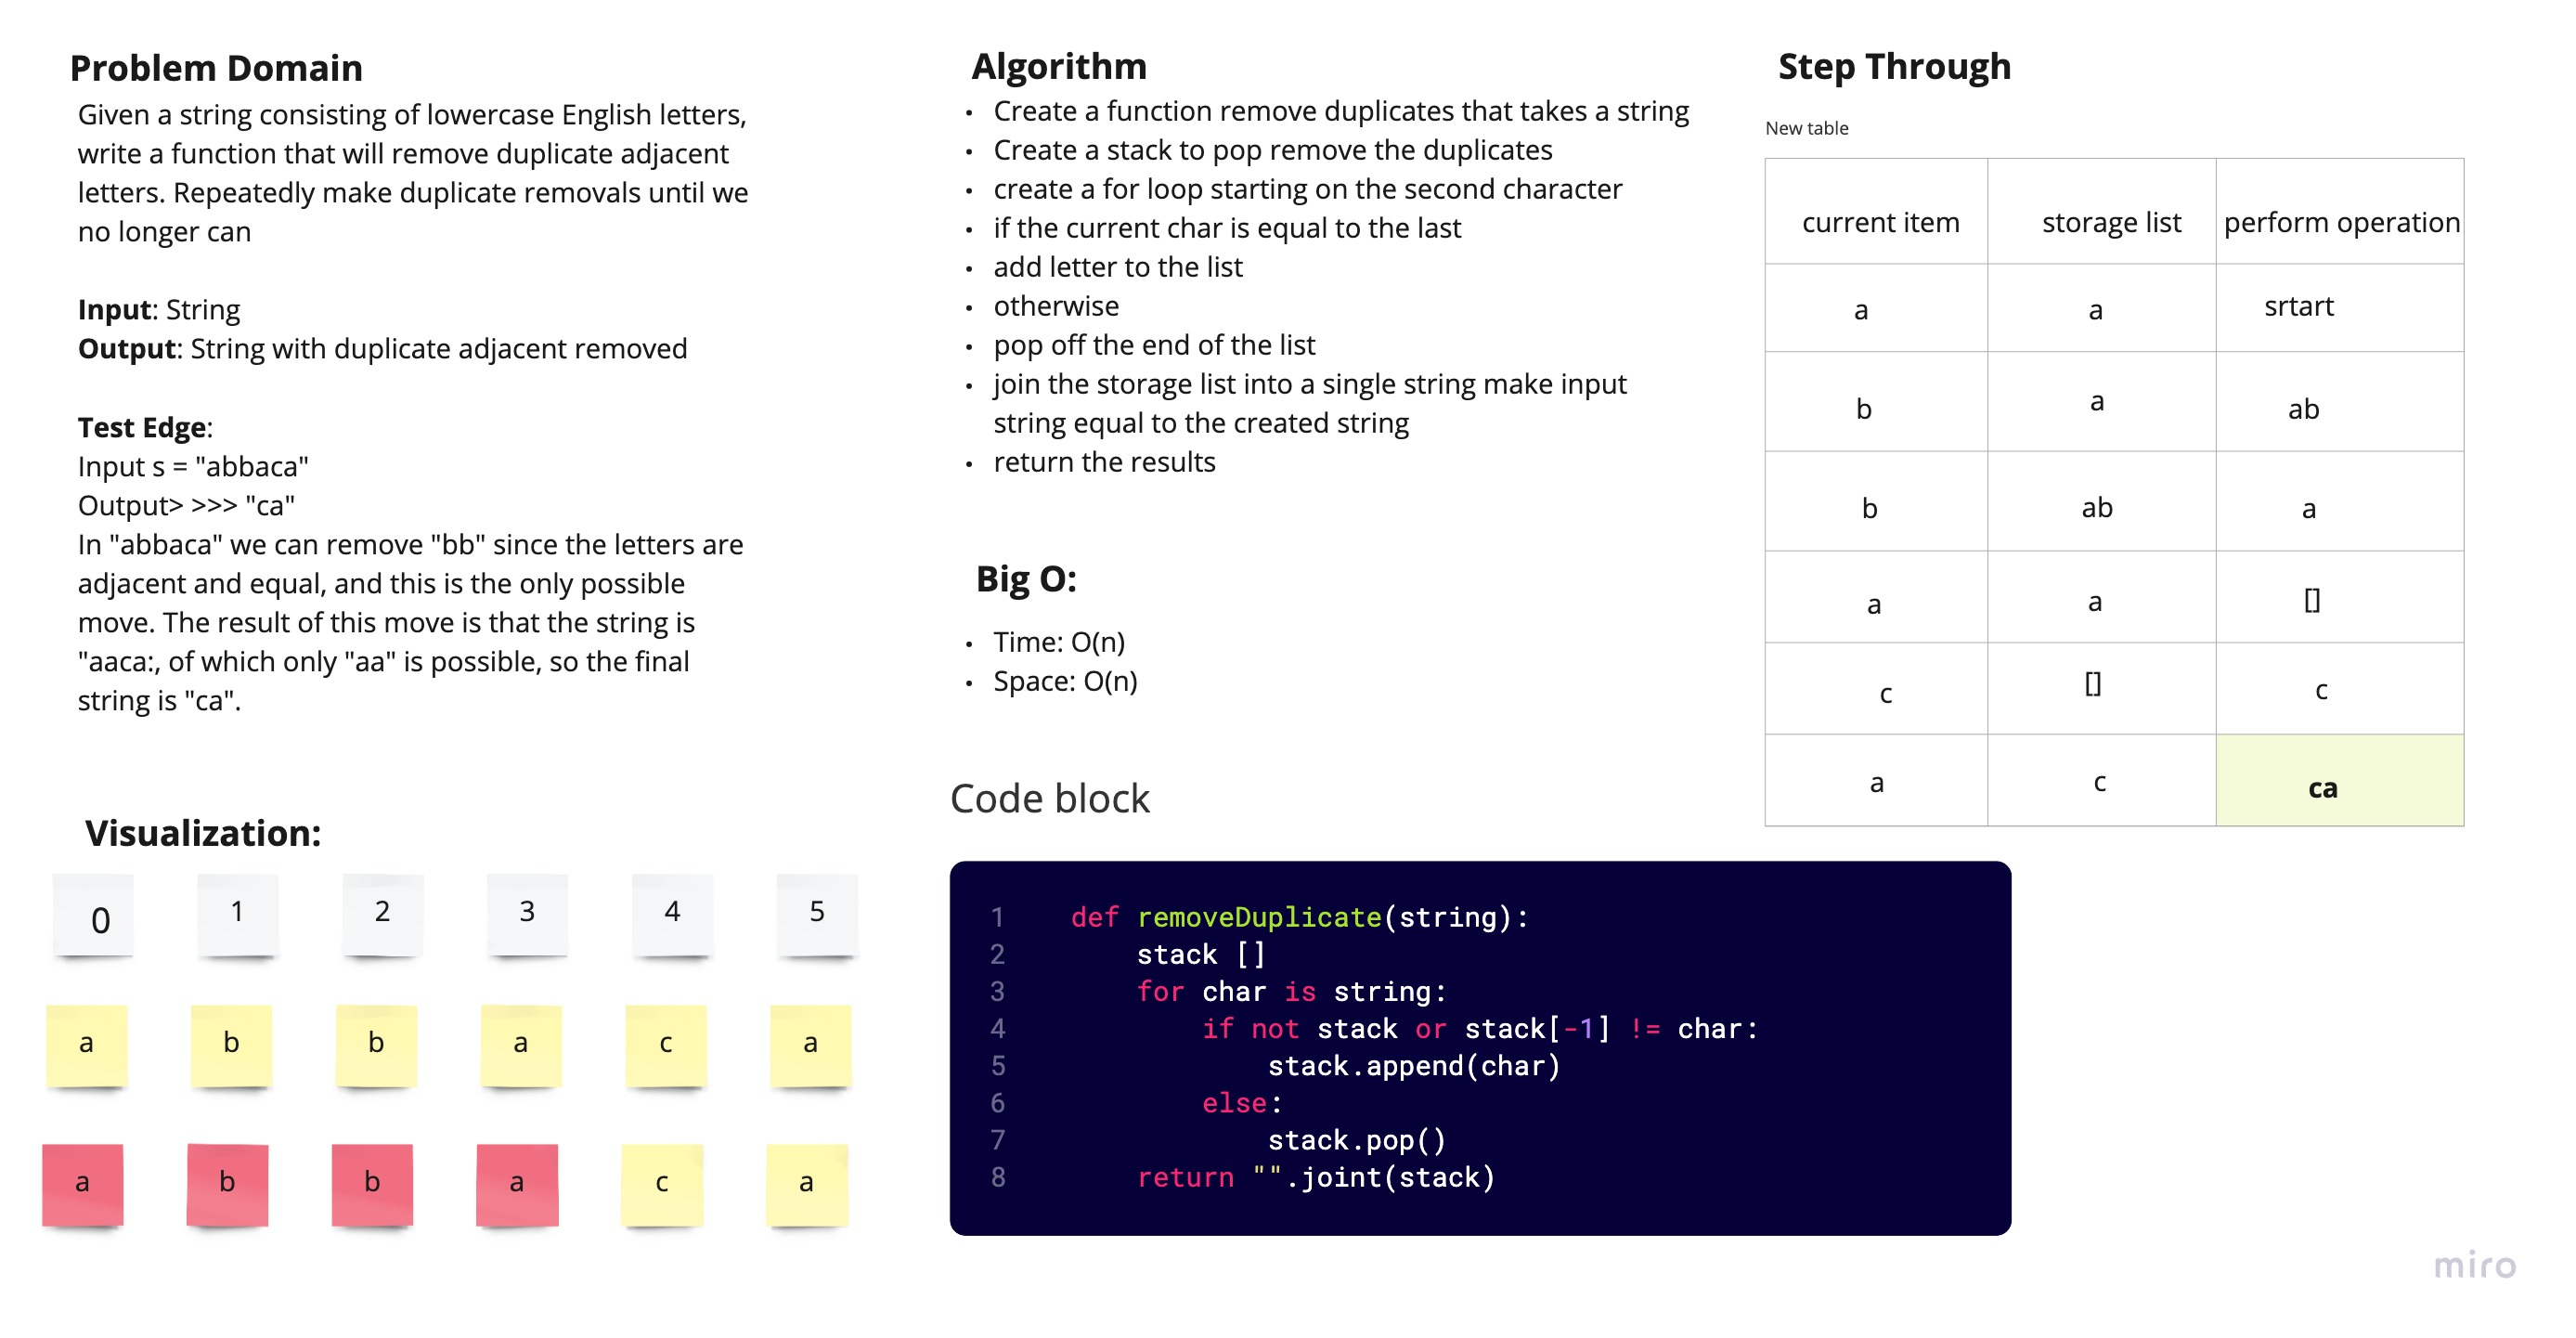 Problem Domain
Given a string consisting of lowercase English letters,
write a function that will remove duplicate adjacent
letters. Repeatedly make duplicate removals until we
no longer can
Input: String
Output: String with duplicate adjacent removed
Test Edge:
Input s = "abbaca"
Output> >>> "ca"
In "abbaca" we can remove "bb" since the letters are
adjacent and equal, and this is the only possible
move. The result of this move is that the string is
"aaca:, of which only "aa" is possible, so the final
string is "ca".
Visualization:
0 1 2 3 4 5
a b b a c a
a b b a c a
Algorithm
• Create a function remove duplicates that takes a string
• Create a stack to pop remove the duplicates
• create a for loop starting on the second character
• if the current char is equal to the last
• add letter to the list
• otherwise
• pop off the end of the list
• join the storage list into a single string make input
string equal to the created string
• return the results
Big O:
• Time: O(n)
• Space: O(n)
Code block
1 def removeDuplicate(string):
2 stack []
3 for char is string:
4 if not stack or stack[-1] != char:
5 stack.append(char)
6 else:
7 stack.pop()
8 return "".joint(stack)
Step Through
New table
current item storage list perform operation
a a srtart
b a ab
b ab a
a a []
c [] c
a c ca
miro